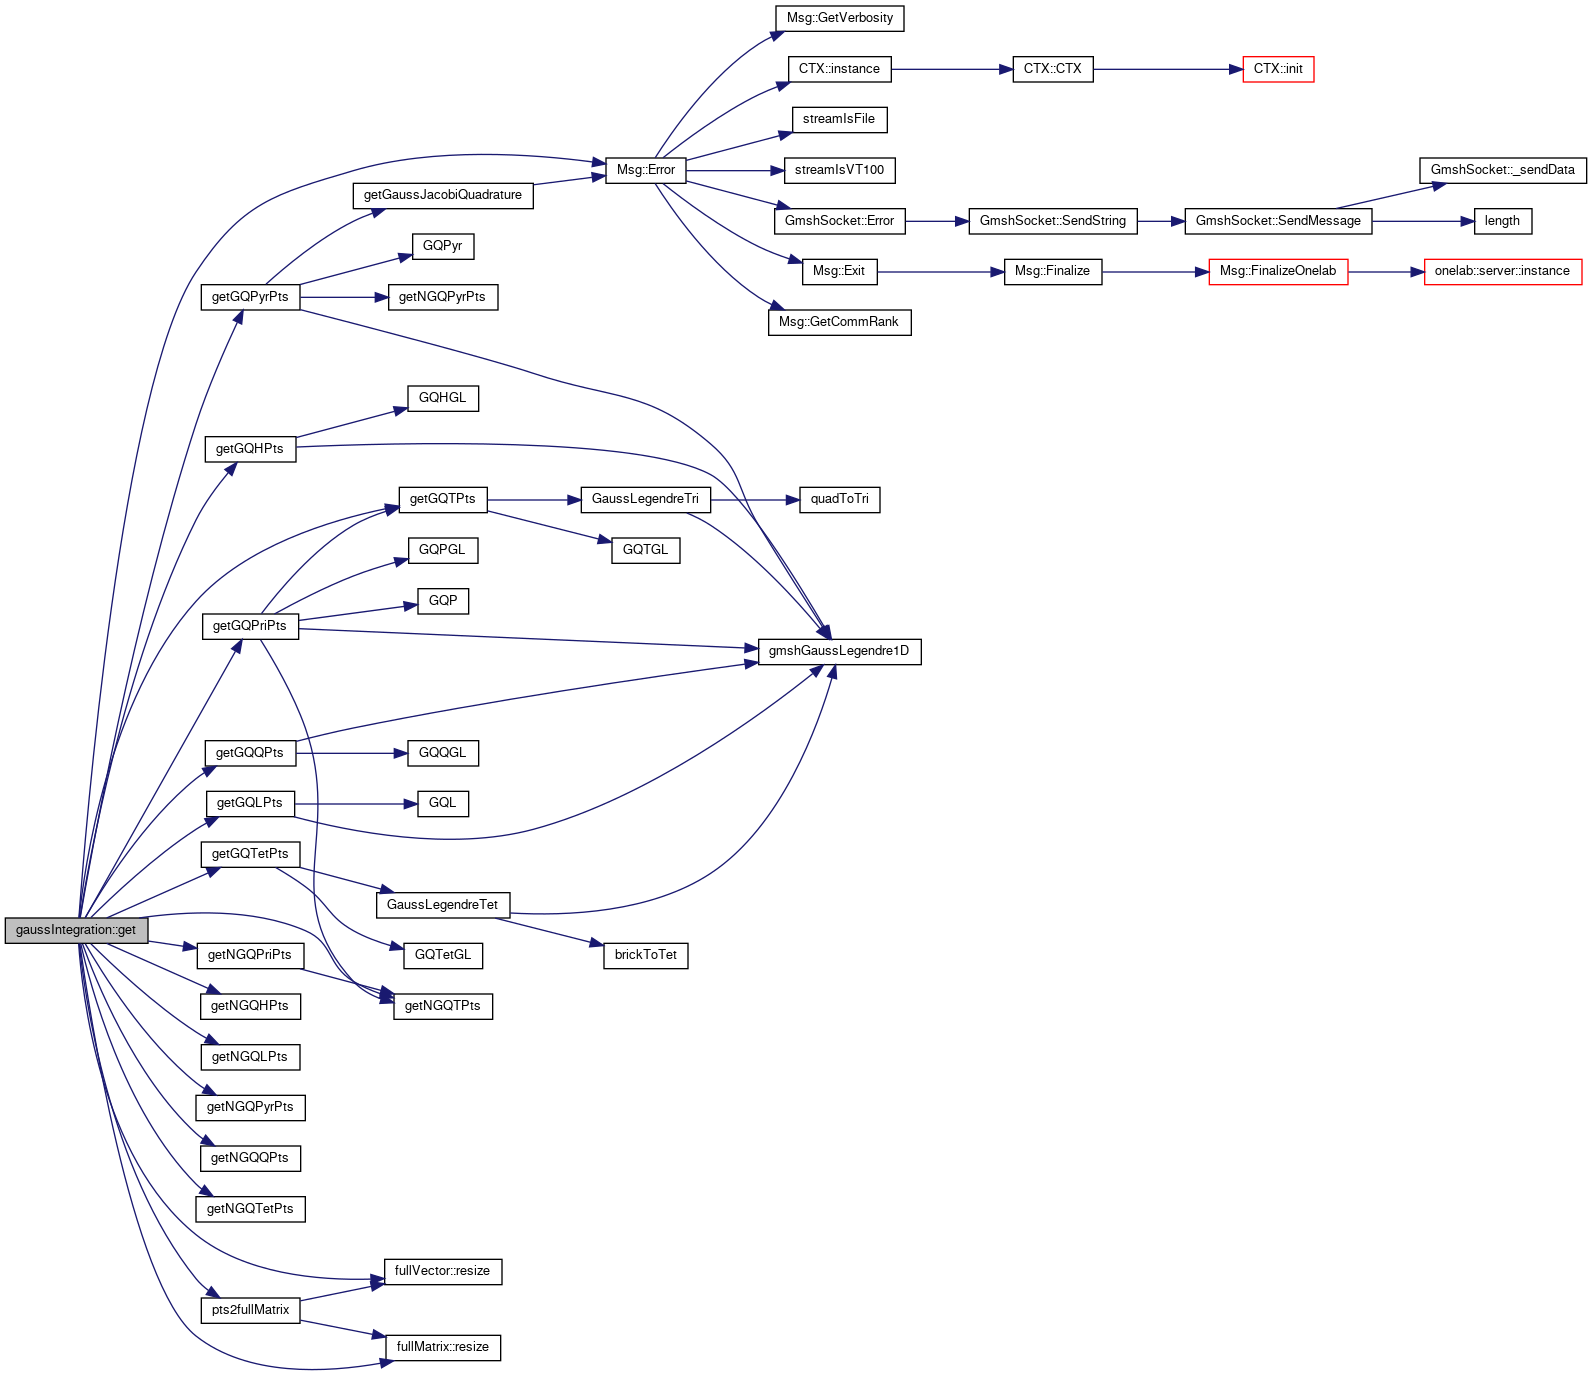 Msg::GetVerbosity
CTX::instance
CTX::CTX
CTX::init
streamIsFile
Msg::Error
streamIsVT100
GmshSocket::_sendData
getGaussJacobiQuadrature
GmshSocket::Error
GmshSocket::SendString
GmshSocket::SendMessage
length
GQPyr
Msg::Exit
Msg::Finalize
Msg::FinalizeOnelab
onelab::server::instance
getGQPyrPts
getNGQPyrPts
Msg::GetCommRank
GQHGL
getGQHPts
getGQTPts
GaussLegendreTri
quadToTri
GQPGL
GQTGL
GQP
getGQPriPts
gmshGaussLegendre1D
getGQQPts
GQQGL
getGQLPts
GQL
getGQTetPts
GaussLegendreTet
gaussIntegration::get
getNGQPriPts
GQTetGL
brickToTet
getNGQHPts
getNGQTPts
getNGQLPts
getNGQPyrPts
getNGQQPts
getNGQTetPts
fullVector::resize
pts2fullMatrix
fullMatrix::resize